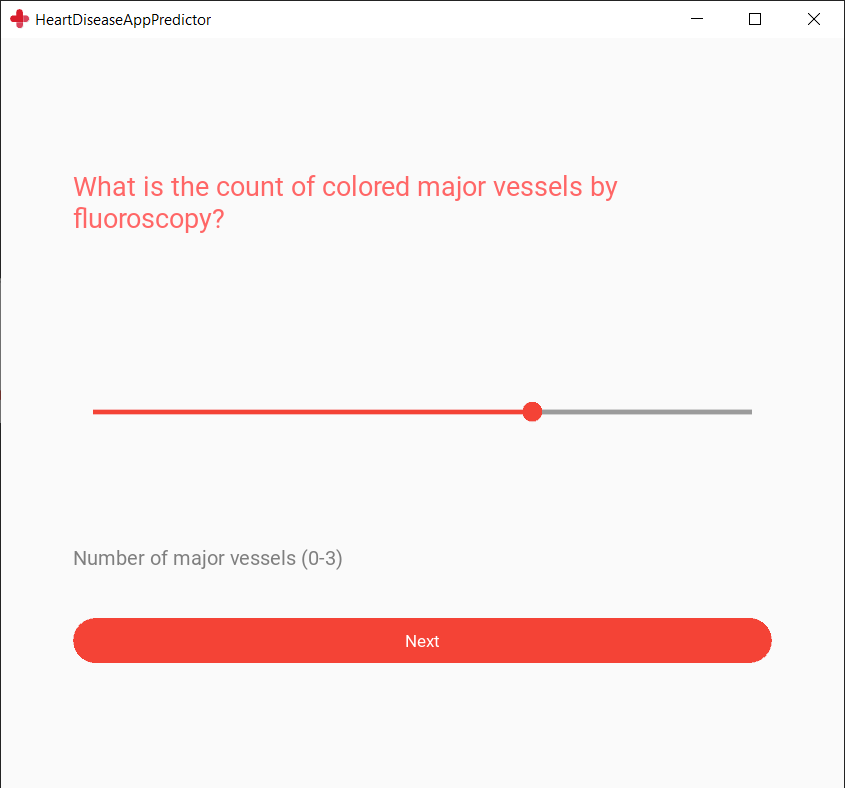 HeartDiseaseAppPredictor
What is the count of colored major vessels by
fluoroscopy?
Number of major vessels (0-3)
Next